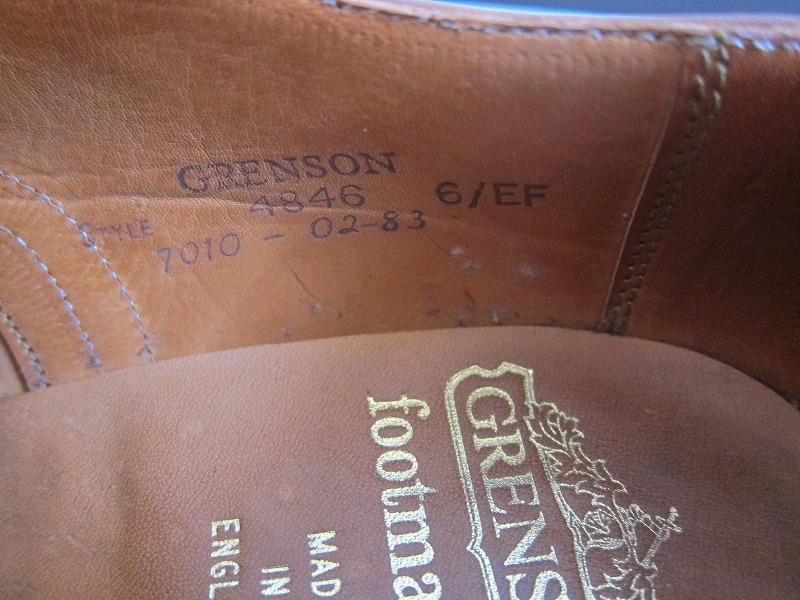 GRENSON
4846 6/EF
STYLE
7010 - 02-83
GRENS
footma
MAD
IN
ENGL